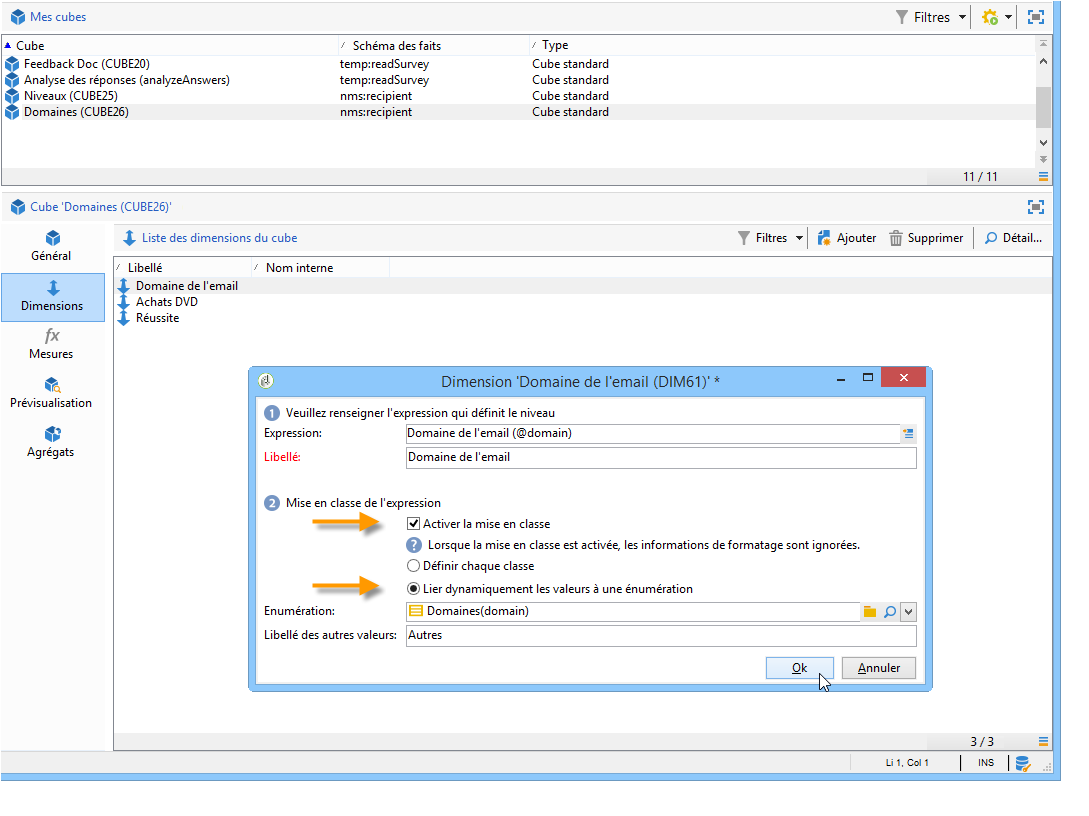 Mes cubes
Filtres
Cube Schéma des faits Type
Feedback Doc (CUBE20) temp:readSurvey Cube standard
Analyse des réponses (analyzeAnswers) temp:readSurvey Cube standard
Niveaux (CUBE25) nms:recipient Cube standard
Domaines (CUBE26) nms:recipient Cube standard
11 / 11
Cube 'Domaines (CUBE26)'
Général
Dimensions
fx
Mesures
Prévisualisation
Agrégats
Liste des dimensions du cube Filtres Ajouter Supprimer Détail...
Libellé Nom interne
Domaine de l'email
Achats DVD
Réussite
Dimension 'Domaine de l'email (DIM61)' *
1 Veuillez renseigner l'expression qui définit le niveau
Expression: Domaine de l'email (@domain)
Libellé: Domaine de l'email
2 Mise en classe de l'expression
Activer la mise en classe
? Lorsque la mise en classe est activée, les informations de formatage sont ignorées.
Définir chaque classe
Lier dynamiquement les valeurs à une énumération
Enumération: Domaines(domain)
Libellé des autres valeurs: Autres
Ok Annuler
3 / 3
Li 1, Col 1 INS